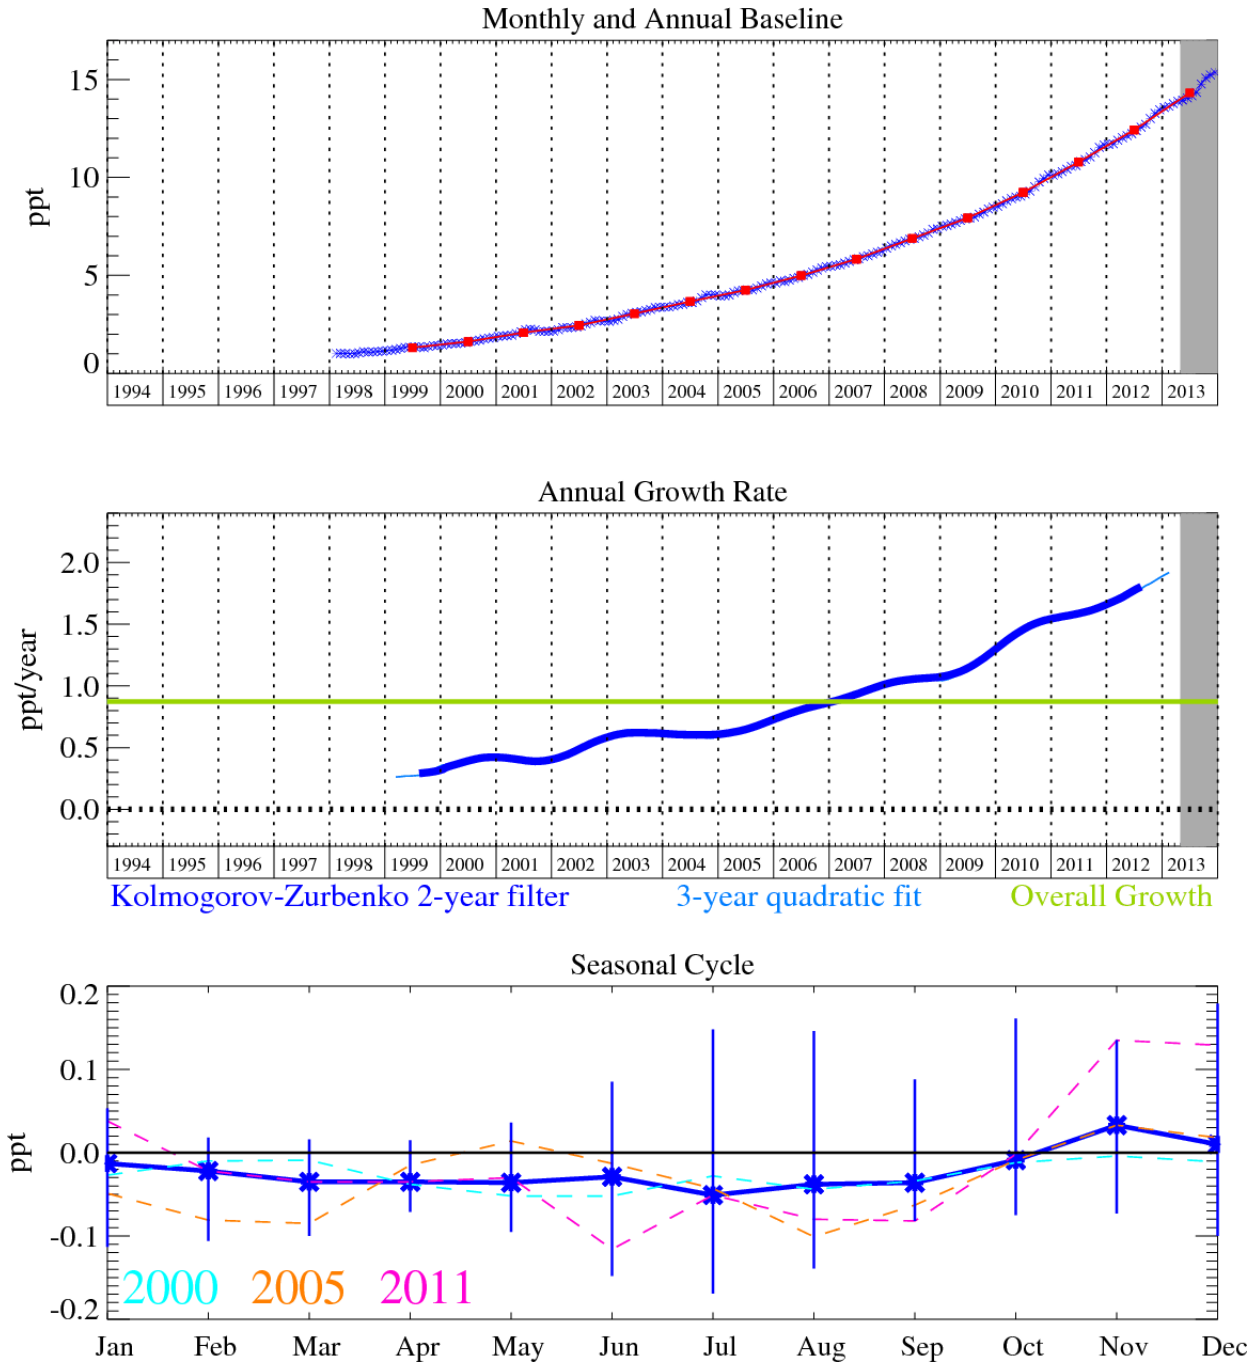 Monthly and Annual Baseline
15
10
5
0
ppt
1994 1995 1996 1997 1998 1999 2000 2001 2002 2003 2004 2005 2006 2007 2008 2009 2010 2011 2012 2013
Annual Growth Rate
2.0
1.5
1.0
0.5
0.0
ppt/year
1994 1995 1996 1997 1998 1999 2000 2001 2002 2003 2004 2005 2006 2007 2008 2009 2010 2011 2012 2013
Kolmogorov-Zurbenko 2-year filter 3-year quadratic fit Overall Growth
Seasonal Cycle
0.2
0.1
0.0
-0.1
-0.2
ppt
2000 2005 2011
Jan Feb Mar Apr May Jun Jul Aug Sep Oct Nov Dec